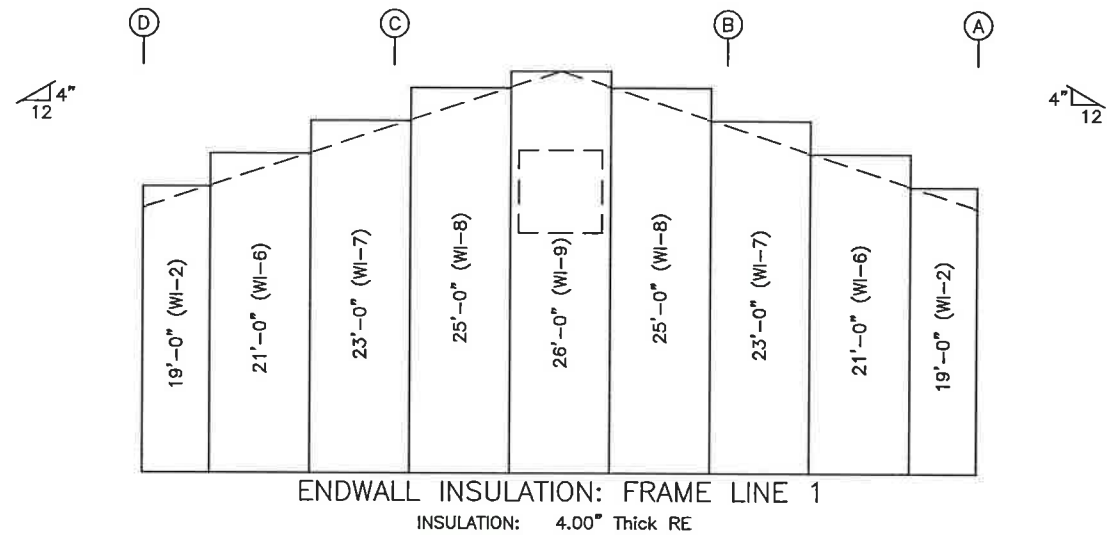 D
C
B
A
4"
12
4"
12
19'-0" (WI-2)
21'-0" (WI-6)
23'-0" (WI-7)
25'-0" (WI-8)
26'-0" (WI-9)
25'-0" (WI-8)
23'-0" (WI-7)
21'-0" (WI-6)
19'-0" (WI-2)
ENDWALL INSULATION: FRAME LINE 1
INSULATION: 4.00" Thick RE